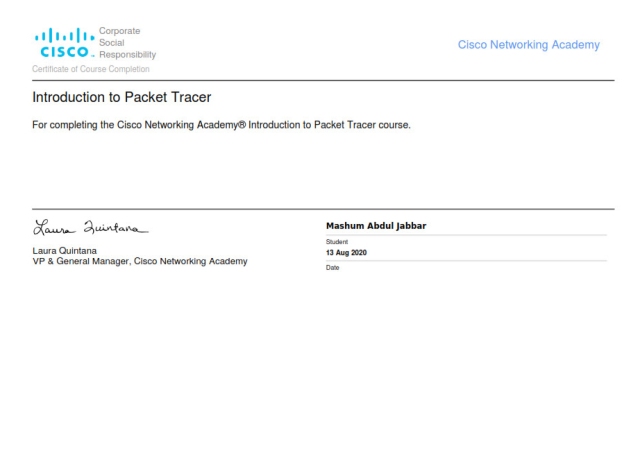 Corporate
Social
Responsibility
CISCO
Cisco Networking Academy
Certificate of Course Completion
Introduction to Packet Tracer
For completing the Cisco Networking Academy® Introduction to Packet Tracer course.
Laura Quintana
Laura Quintana
VP & General Manager, Cisco Networking Academy
Mashum Abdul Jabbar
Student
13 Aug 2020
Date